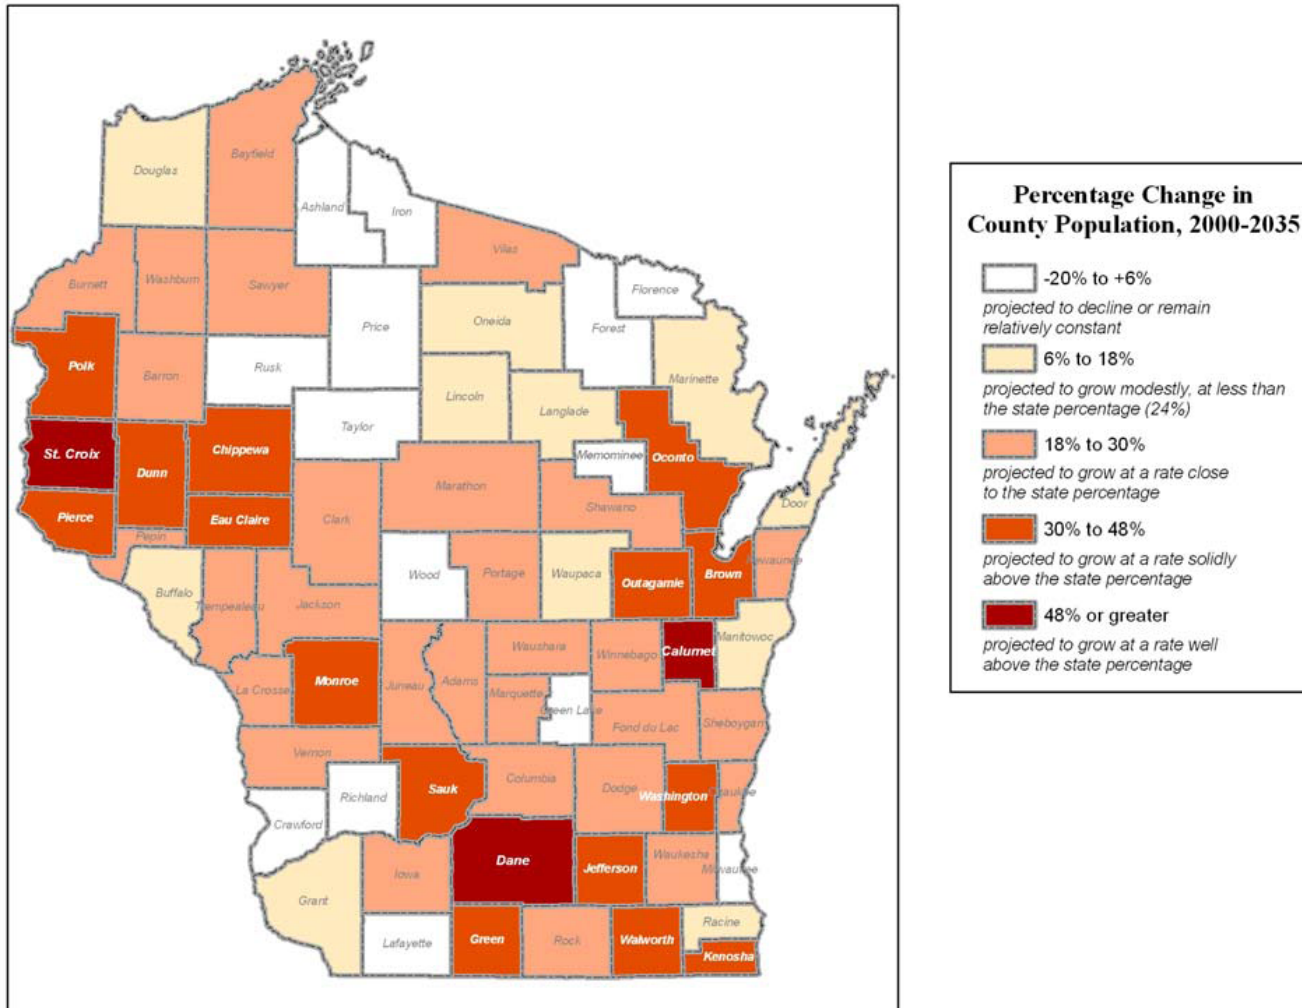 Percentage Change in
County Population, 2000-2035
-20% to +6%
projected to decline or remain
relatively constant
6% to 18%
projected to grow modestly, at less than
the state percentage (24%)
18% to 30%
projected to grow at a rate close
to the state percentage
30% to 48%
projected to grow at a rate solidly
above the state percentage
48% or greater
projected to grow at a rate well
above the state percentage
Douglas
Bayfield
Ashland
Iron
Vilas
Burnett
Washburn
Sawyer
Price
Oneida
Forest
Florence
Marinette
Polk
Barron
Rusk
Lincoln
Langlade
Taylor
St. Croix
Dunn
Chippewa
Memominee
Oconto
Marathon
Shawano
Door
Pierce
Eau Claire
Clark
Pepin
Buffalo
Trempealeau
Jackson
Wood
Portage
Waupaca
Outagamie
Brown
Kewaunee
Waushara
Winnebago
Calumet
Manitowoc
La Crosse
Monroe
Juneau
Adams
Marquette
Green Lake
Fond du Lac
Sheboygan
Vernon
Sauk
Columbia
Dodge
Washington
Ozaukee
Richland
Crawford
Dane
Jefferson
Waukesha
Milwaukee
Iowa
Grant
Lafayette
Green
Rock
Walworth
Racine
Kenosha